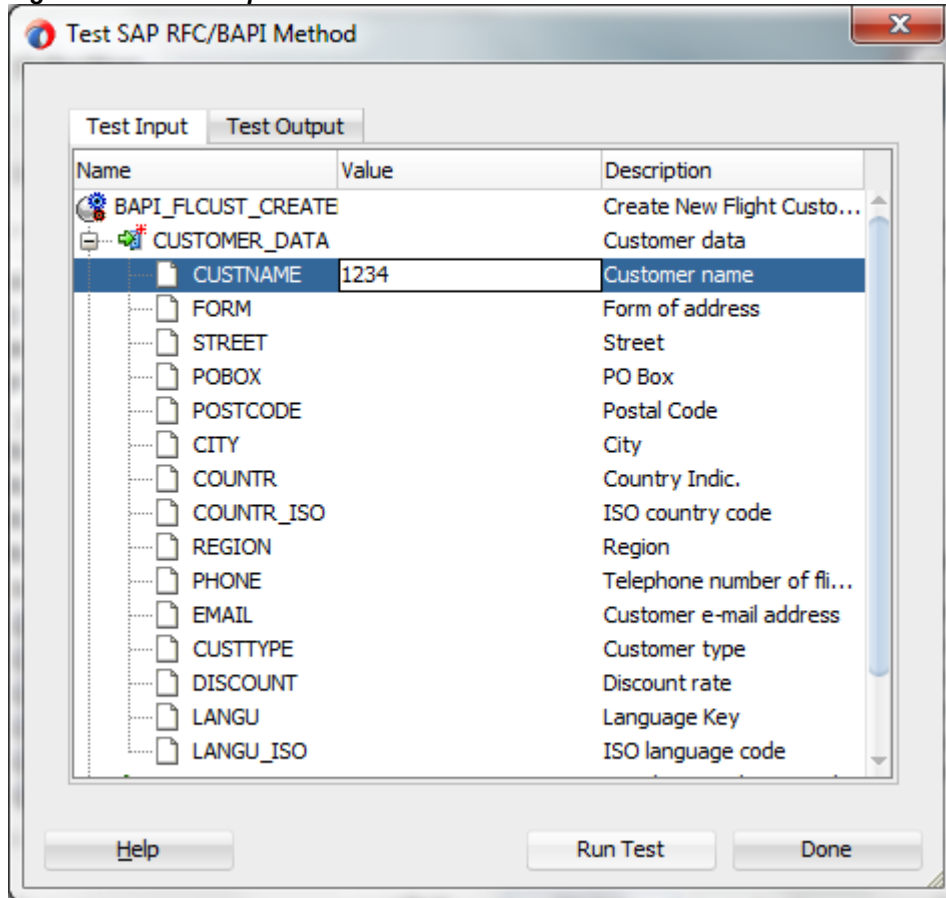 Test SAP RFC/BAPI Method
Test Input Test Output
Name Value Description
BAPI_FLCUST_CREATE Create New Flight Custo...
CUSTOMER_DATA Customer data
CUSTNAME 1234 Customer name
FORM Form of address
STREET Street
POBOX PO Box
POSTCODE Postal Code
CITY City
COUNTR Country Indic.
COUNTR_ISO ISO country code
REGION Region
PHONE Telephone number of fli...
EMAIL Customer e-mail address
CUSTTYPE Customer type
DISCOUNT Discount rate
LANGU Language Key
LANGU_ISO ISO language code
Help Run Test Done